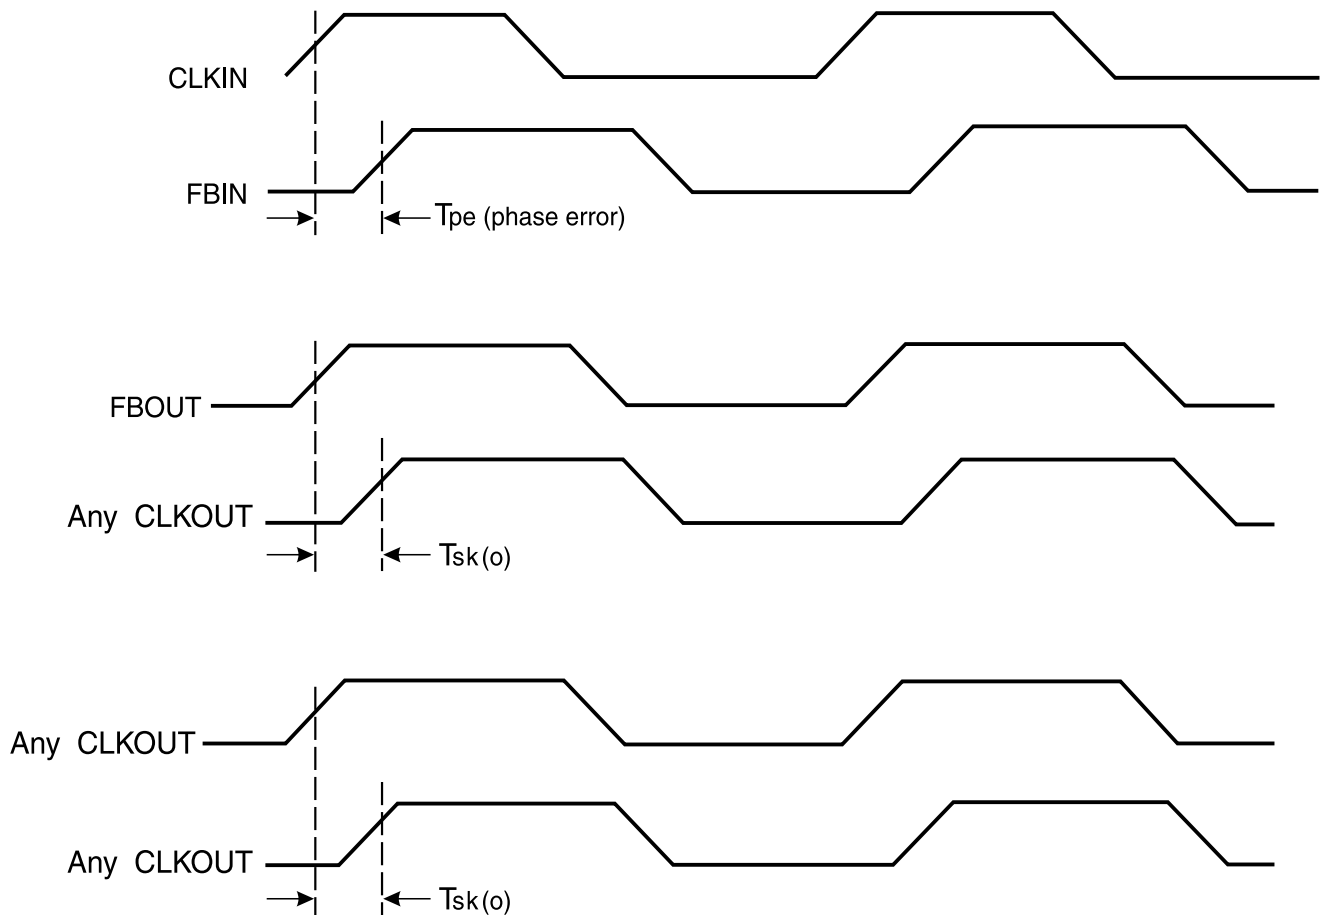 CLKIN
FBIN
Tpe (phase error)
FBOUT
Any CLKOUT
Tsk(o)
Any CLKOUT
Any CLKOUT
Tsk(o)